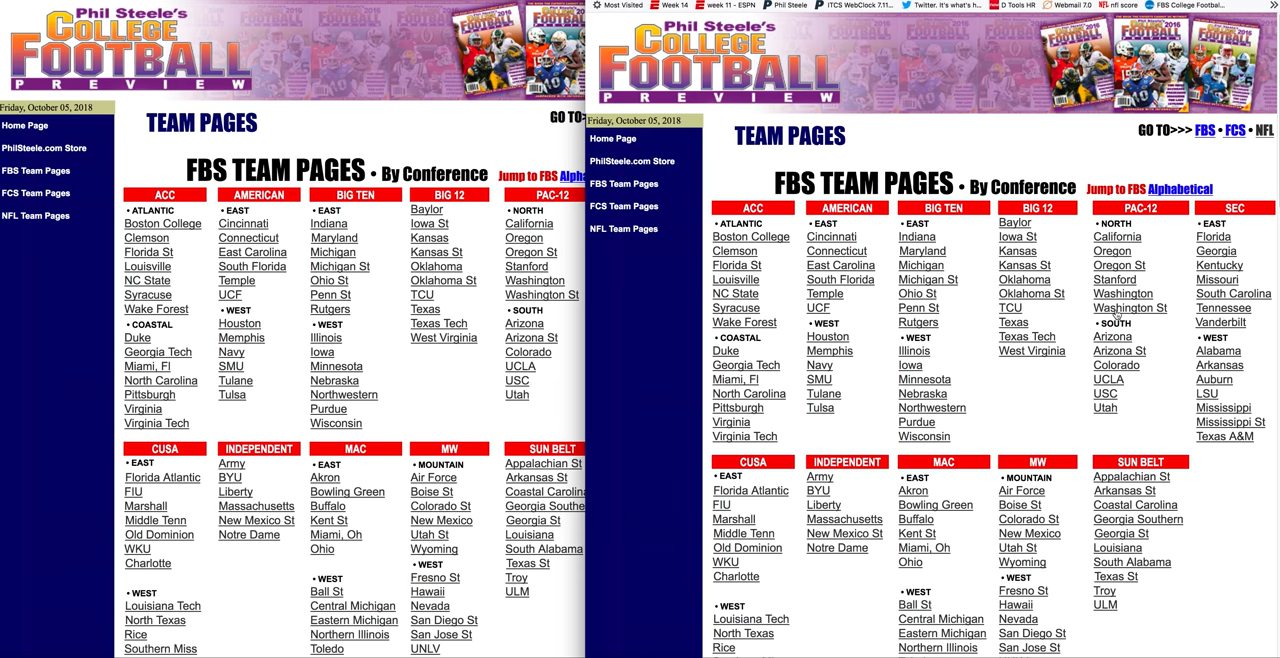 Phil Steele's
COLLEGE
FOOTBALL
PREVIEW
Friday, October 05, 2018
Home Page
PhilSteele.com Store
FBS Team Pages
FCS Team Pages
NFL Team Pages
TEAM PAGES
GO TO>
FBS TEAM PAGES • By Conference Jump to FBS Alpha
ACC
• ATLANTIC
Boston College
Clemson
Florida St
Louisville
NC State
Syracuse
Wake Forest
• COASTAL
Duke
Georgia Tech
Miami, Fl
North Carolina
Pittsburgh
Virginia
Virginia Tech
AMERICAN
• EAST
Cincinnati
Connecticut
East Carolina
South Florida
Temple
UCF
• WEST
Houston
Memphis
Navy
SMU
Tulane
Tulsa
BIG TEN
• EAST
Indiana
Maryland
Michigan
Michigan St
Ohio St
Penn St
Rutgers
• WEST
Illinois
Iowa
Minnesota
Nebraska
Northwestern
Purdue
Wisconsin
BIG 12
Baylor
Iowa St
Kansas
Kansas St
Oklahoma
Oklahoma St
TCU
Texas
Texas Tech
West Virginia
PAC-12
• NORTH
California
Oregon
Oregon St
Stanford
Washington
Washington St
• SOUTH
Arizona
Arizona St
Colorado
UCLA
USC
Utah
CUSA
• EAST
Florida Atlantic
FIU
Marshall
Middle Tenn
Old Dominion
WKU
Charlotte
• WEST
Louisiana Tech
North Texas
Rice
Southern Miss
INDEPENDENT
Army
BYU
Liberty
Massachusetts
New Mexico St
Notre Dame
MAC
• EAST
Akron
Bowling Green
Buffalo
Kent St
Miami, Oh
Ohio
• WEST
Ball St
Central Michigan
Eastern Michigan
Northern Illinois
Toledo
MW
• MOUNTAIN
Air Force
Boise St
Colorado St
New Mexico
Utah St
Wyoming
• WEST
Fresno St
Hawaii
Nevada
San Diego St
San Jose St
UNLV
SUN BELT
Appalachian St
Arkansas St
Coastal Carolin
Georgia Southe
Georgia St
Louisiana
South Alabama
Texas St
Troy
ULM
Most Visited Week 14 week 11 - ESPN Phil Steele ITCS WebClock 7.11... Twitter. It's what's h... D Tools HR Webmail 7.0 NFL nfl score FBS College Footbal... >>
Phil Steele's
COLLEGE
FOOTBALL
PREVIEW
Friday, October 05, 2018
Home Page
PhilSteele.com Store
FBS Team Pages
FCS Team Pages
NFL Team Pages
TEAM PAGES
GO TO>>> FBS • FCS • NFL
FBS TEAM PAGES • By Conference Jump to FBS Alphabetical
ACC
• ATLANTIC
Boston College
Clemson
Florida St
Louisville
NC State
Syracuse
Wake Forest
• COASTAL
Duke
Georgia Tech
Miami, Fl
North Carolina
Pittsburgh
Virginia
Virginia Tech
AMERICAN
• EAST
Cincinnati
Connecticut
East Carolina
South Florida
Temple
UCF
• WEST
Houston
Memphis
Navy
SMU
Tulane
Tulsa
BIG TEN
• EAST
Indiana
Maryland
Michigan
Michigan St
Ohio St
Penn St
Rutgers
• WEST
Illinois
Iowa
Minnesota
Nebraska
Northwestern
Purdue
Wisconsin
BIG 12
Baylor
Iowa St
Kansas
Kansas St
Oklahoma
Oklahoma St
TCU
Texas
Texas Tech
West Virginia
PAC-12
• NORTH
California
Oregon
Oregon St
Stanford
Washington
Washington St
• SOUTH
Arizona
Arizona St
Colorado
UCLA
USC
Utah
SEC
• EAST
Florida
Georgia
Kentucky
Missouri
South Carolina
Tennessee
Vanderbilt
• WEST
Alabama
Arkansas
Auburn
LSU
Mississippi
Mississippi St
Texas A&M
CUSA
• EAST
Florida Atlantic
FIU
Marshall
Middle Tenn
Old Dominion
WKU
Charlotte
• WEST
Louisiana Tech
North Texas
Rice
INDEPENDENT
Army
BYU
Liberty
Massachusetts
New Mexico St
Notre Dame
MAC
• EAST
Akron
Bowling Green
Buffalo
Kent St
Miami, Oh
Ohio
• WEST
Ball St
Central Michigan
Eastern Michigan
Northern Illinois
MW
• MOUNTAIN
Air Force
Boise St
Colorado St
New Mexico
Utah St
Wyoming
• WEST
Fresno St
Hawaii
Nevada
San Diego St
San Jose St
SUN BELT
Appalachian St
Arkansas St
Coastal Carolina
Georgia Southern
Georgia St
Louisiana
South Alabama
Texas St
Troy
ULM